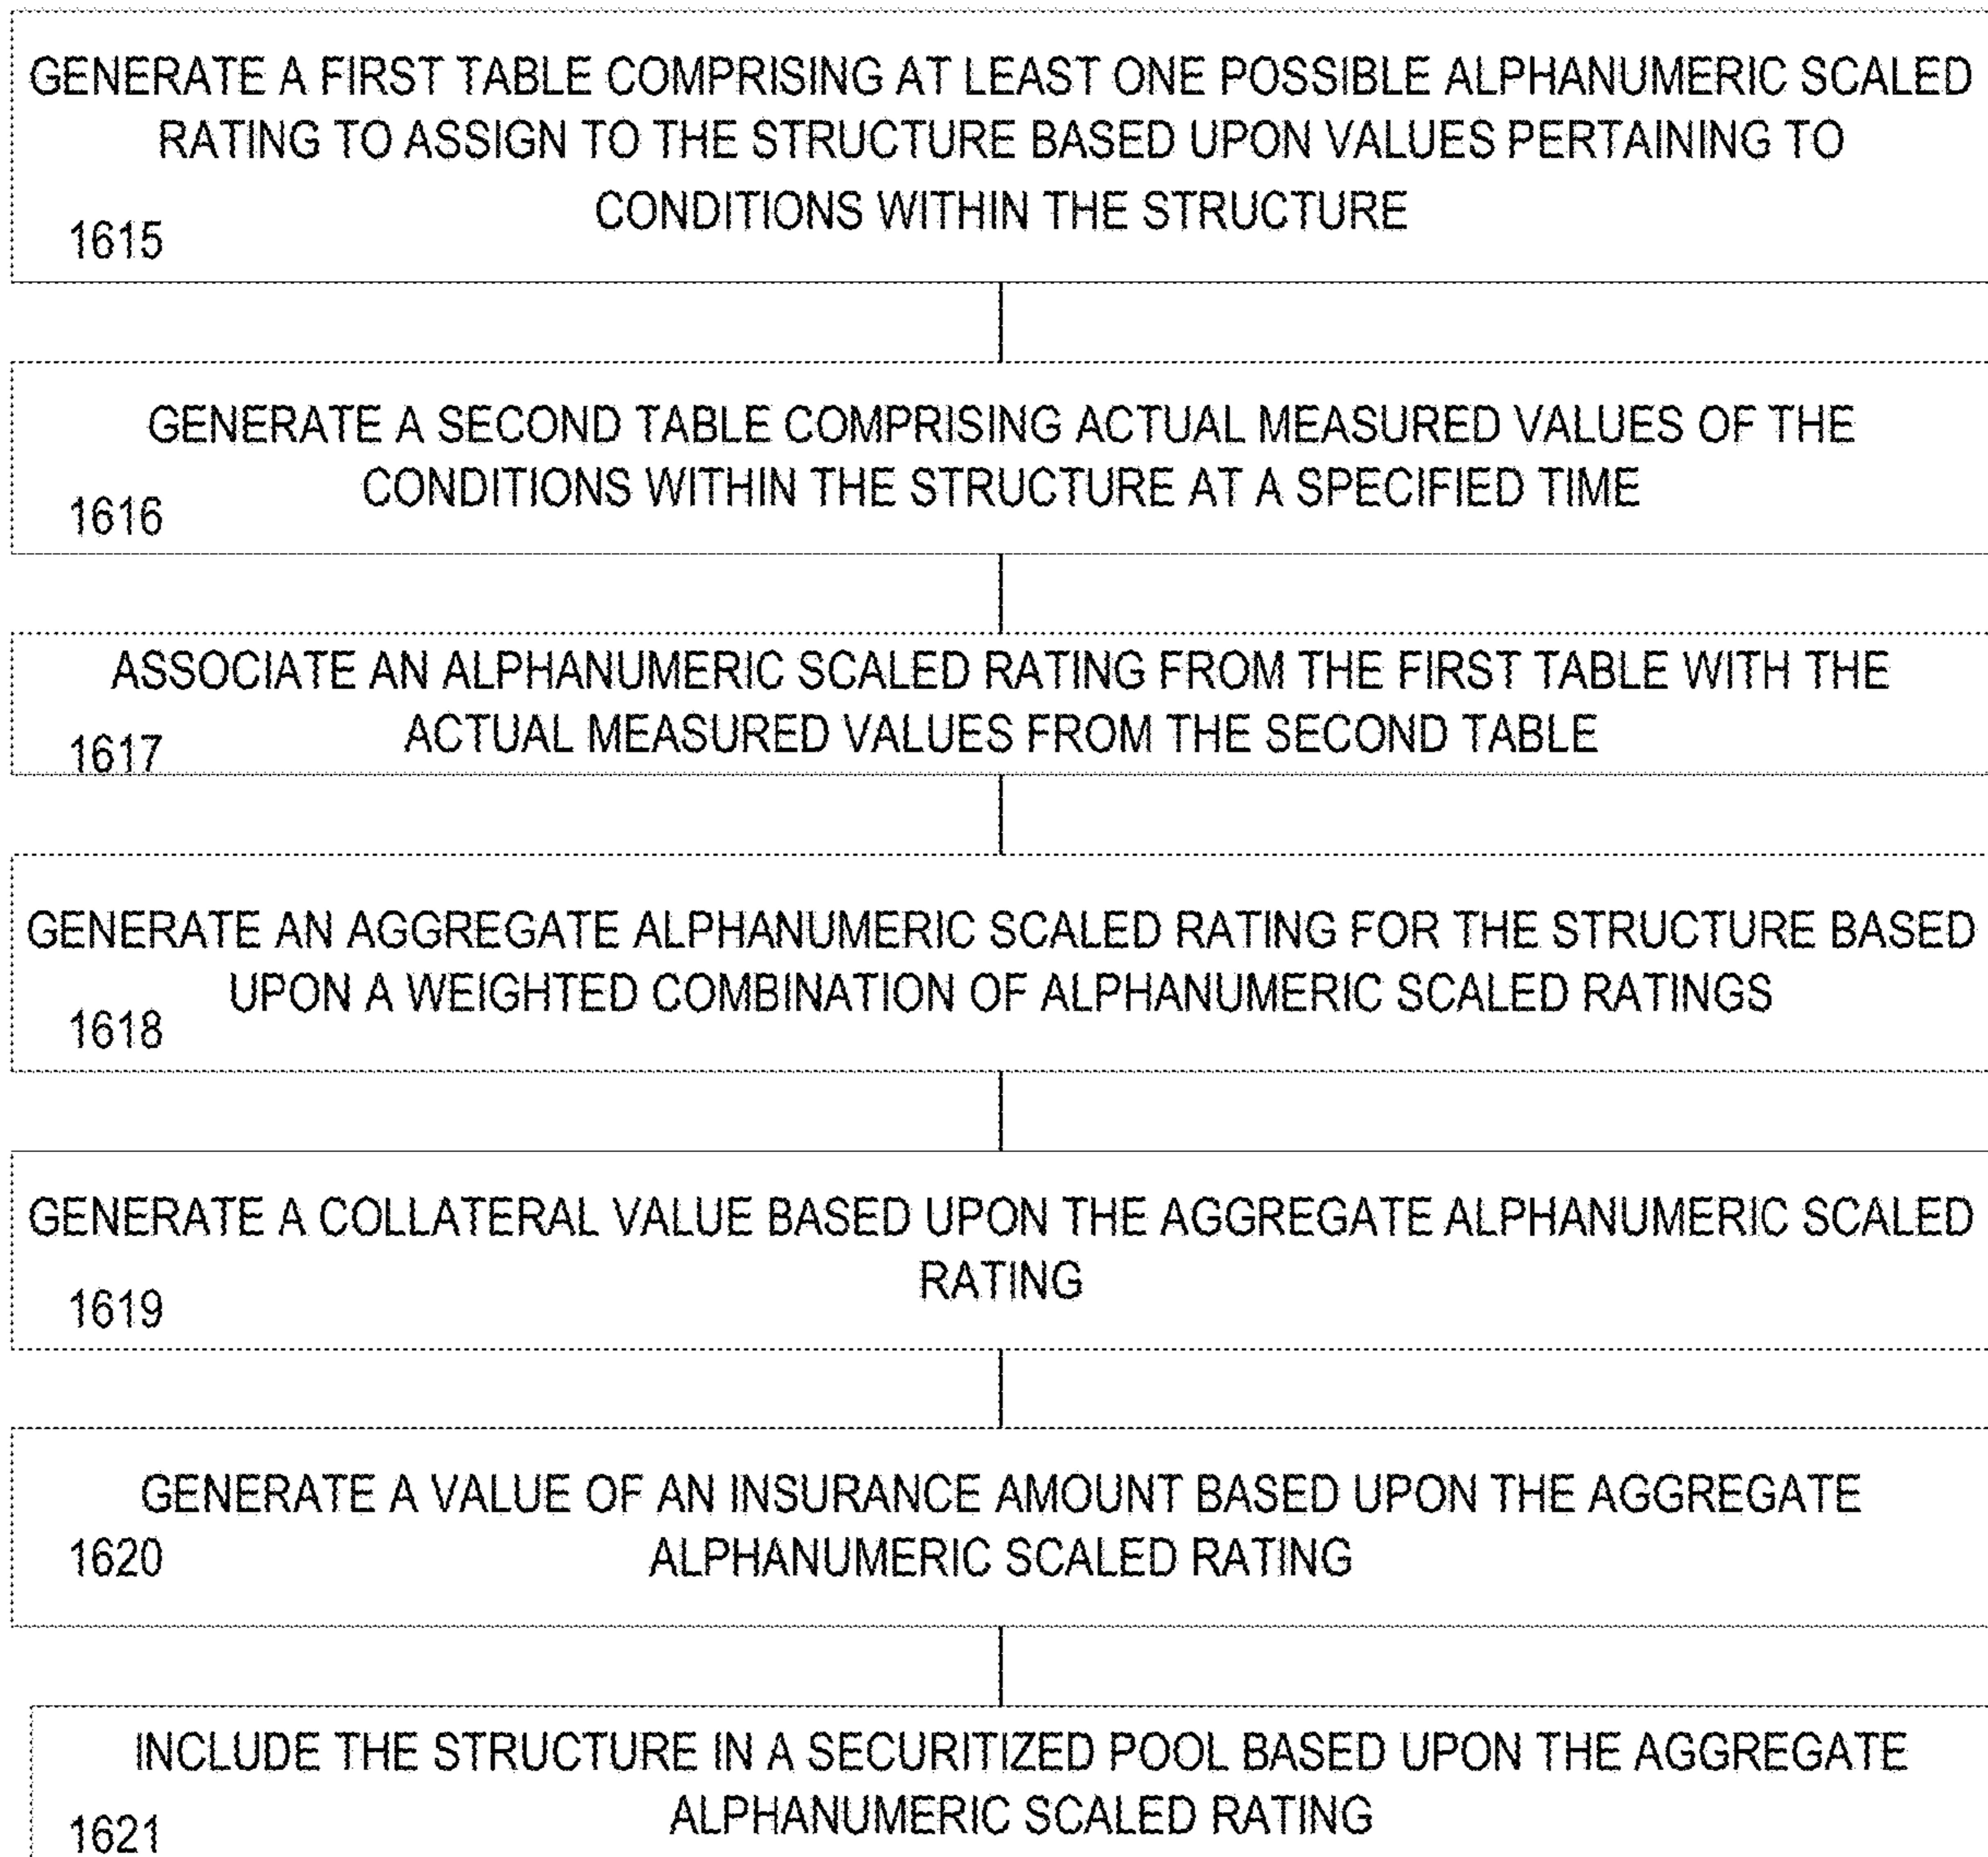 GENERATE A FIRST TABLE COMPRISING AT LEAST ONE POSSIBLE ALPHANUMERIC SCALED
RATING TO ASSIGN TO THE STRUCTURE BASED UPON VALUES PERTAINING TO
CONDITIONS WITHIN THE STRUCTURE
1615
GENERATE A SECOND TABLE COMPRISING ACTUAL MEASURED VALUES OF THE
CONDITIONS WITHIN THE STRUCTURE AT A SPECIFIED TIME
1616
ASSOCIATE AN ALPHANUMERIC SCALED RATING FROM THE FIRST TABLE WITH THE
ACTUAL MEASURED VALUES FROM THE SECOND TABLE
1617
GENERATE AN AGGREGATE ALPHANUMERIC SCALED RATING FOR THE STRUCTURE BASED
UPON A WEIGHTED COMBINATION OF ALPHANUMERIC SCALED RATINGS
1618
GENERATE A COLLATERAL VALUE BASED UPON THE AGGREGATE ALPHANUMERIC SCALED
RATING
1619
GENERATE A VALUE OF AN INSURANCE AMOUNT BASED UPON THE AGGREGATE
ALPHANUMERIC SCALED RATING
1620
INCLUDE THE STRUCTURE IN A SECURITIZED POOL BASED UPON THE AGGREGATE
ALPHANUMERIC SCALED RATING
1621